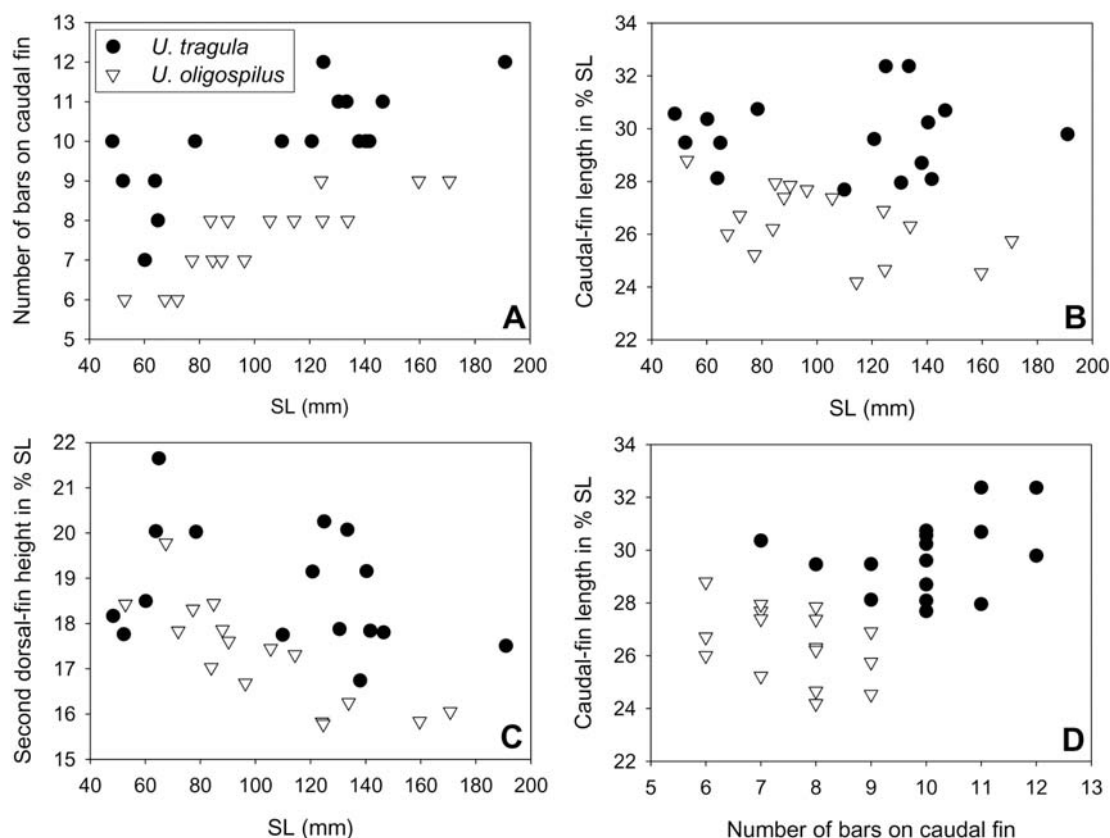 Number of bars on caudal fin
13
12
11
10
9
8
7
6
5
U. tragula
U. oligospilus
A
40 60 80 100 120 140 160 180 200
SL (mm)
Caudal-fin length in % SL
34
32
30
28
26
24
22
B
40 60 80 100 120 140 160 180 200
SL (mm)
Second dorsal-fin height in % SL
22
21
20
19
18
17
16
15
C
40 60 80 100 120 140 160 180 200
SL (mm)
Caudal-fin length in % SL
34
32
30
28
26
24
22
D
5 6 7 8 9 10 11 12 13
Number of bars on caudal fin